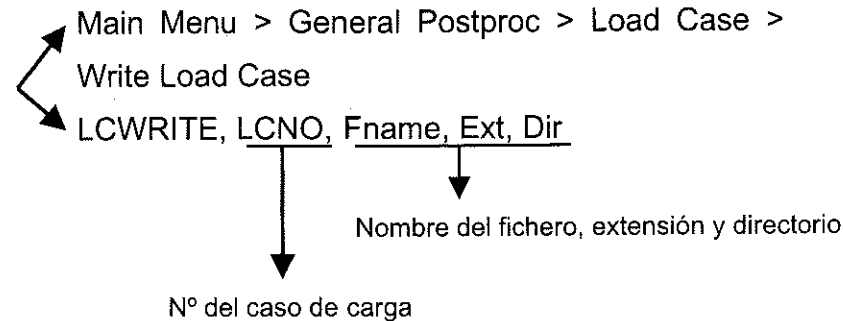 Main Menu > General Postproc > Load Case >
Write Load Case
LCWRITE, LCNO, Fname, Ext, Dir
Nombre del fichero, extensión y directorio
Nº del caso de carga